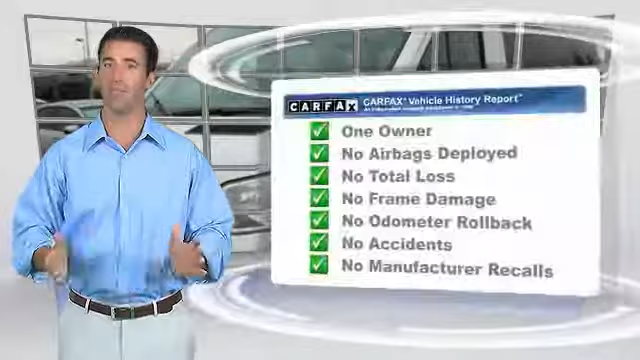 CARFAX CARFAX Vehicle History Report™
One Owner
No Airbags Deployed
No Total Loss
No Frame Damage
No Odometer Rollback
No Accidents
No Manufacturer Recalls